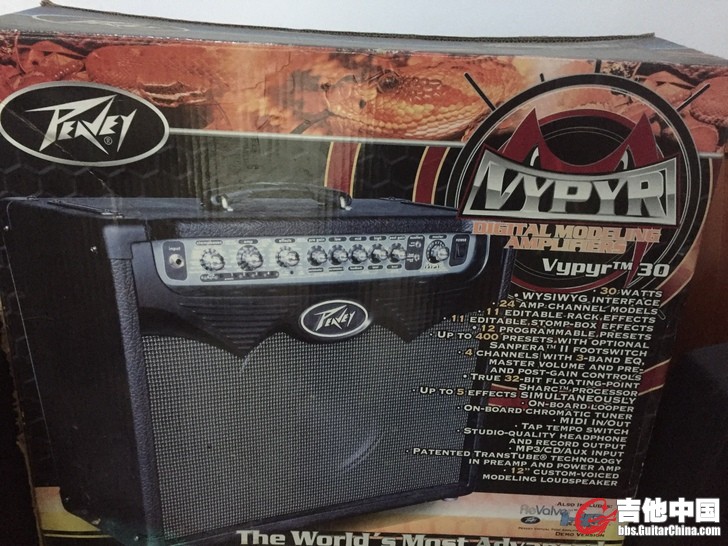 PEAVEY®
VYPYR
DIGITAL MODELING
AMPLIFIERS
Vypyr™ 30
· 30 WATTS
· WYSIWYG INTERFACE
· 24 AMP CHANNEL MODELS
· 11 EDITABLE RACK EFFECTS
· 11 EDITABLE STOMP-BOX EFFECTS
· 12 PROGRAMMABLE PRESETS
· UP TO 400 PRESETS WITH OPTIONAL
SANPERA™ II FOOTSWITCH
· 4 CHANNELS WITH 3-BAND EQ,
MASTER VOLUME AND PRE-
AND POST-GAIN CONTROLS
· TRUE 32-BIT FLOATING-POINT
SHARC™ PROCESSOR
· UP TO 5 EFFECTS SIMULTANEOUSLY
· ON-BOARD LOOPER
· ON-BOARD CHROMATIC TUNER
· MIDI IN/OUT
· TAP TEMPO SWITCH
· STUDIO-QUALITY HEADPHONE
AND RECORD OUTPUT
· MP3/CD/AUX INPUT
· PATENTED TRANSTUBE® TECHNOLOGY
IN PREAMP AND POWER AMP
· 12" CUSTOM-VOICED
MODELING LOUDSPEAKER
PEAVEY
ALSO
ReValver
DEMO VERSION
The World's Most
吉他中国
bbs.GuitarChina.com